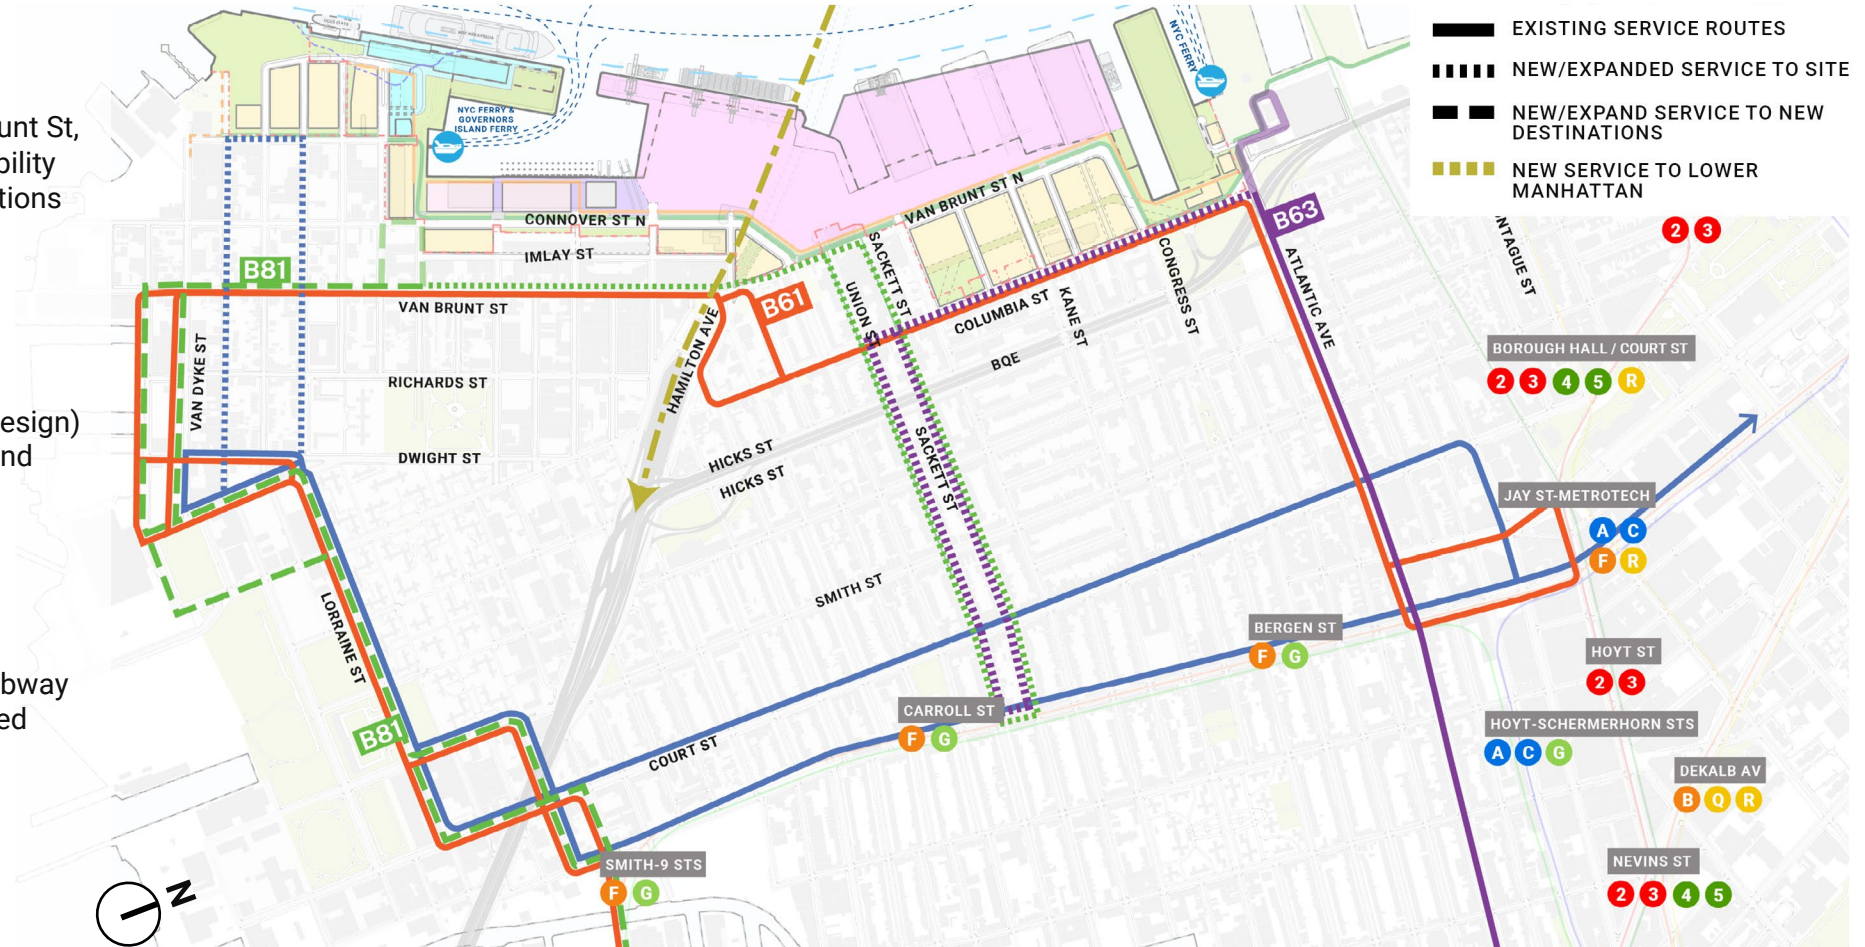 EXISTING SERVICE ROUTES
NEW/EXPANDED SERVICE TO SITE
NEW/EXPAND SERVICE TO NEW
DESTINATIONS
NEW SERVICE TO LOWER
MANHATTAN
unt St,
bility
tions
esign)
nd
bway
ed
NYC FERRY &
GOVERNORS
ISLAND FERRY
NYC FERRY
CONNOVER ST N
IMLAY ST
VAN BRUNT ST N
B81
VAN BRUNT ST
B61
B63
SACKETT ST
UNION ST
COLUMBIA ST
KANE ST
CONGRESS ST
ATLANTIC AVE
NTAGUE ST
2 3
VAN DYKE ST
RICHARDS ST
HAMILTON AVE
BQE
BOROUGH HALL / COURT ST
2 3 4 5 R
DWIGHT ST
HICKS ST
HICKS ST
SACKETT ST
JAY ST-METROTECH
A C
F R
SMITH ST
LORRAINE ST
BERGEN ST
F G
HOYT ST
2 3
CARROLL ST
F G
HOYT-SCHERMERHORN STS
A C G
B81
COURT ST
DEKALB AV
B Q R
SMITH-9 STS
F G
NEVINS ST
2 3 4 5
N